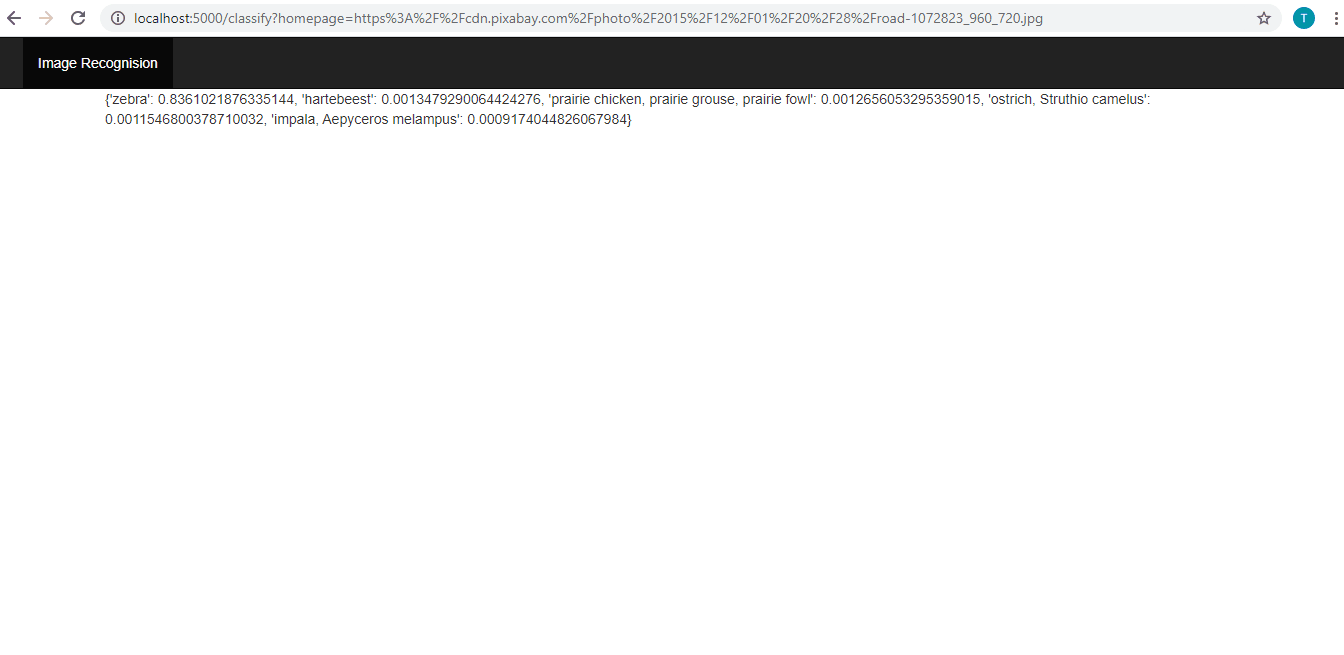 localhost:5000/classify?homepage=https%3A%2F%2Fcdn.pixabay.com%2Fphoto%2F2015%2F12%2F01%2F20%2F28%2Froad-1072823_960_720.jpg
T
Image Recognision
{'zebra': 0.8361021876335144, 'hartebeest': 0.0013479290064424276, 'prairie chicken, prairie grouse, prairie fowl': 0.0012656053295359015, 'ostrich, Struthio camelus':
0.0011546800378710032, 'impala, Aepyceros melampus': 0.0009174044826067984}